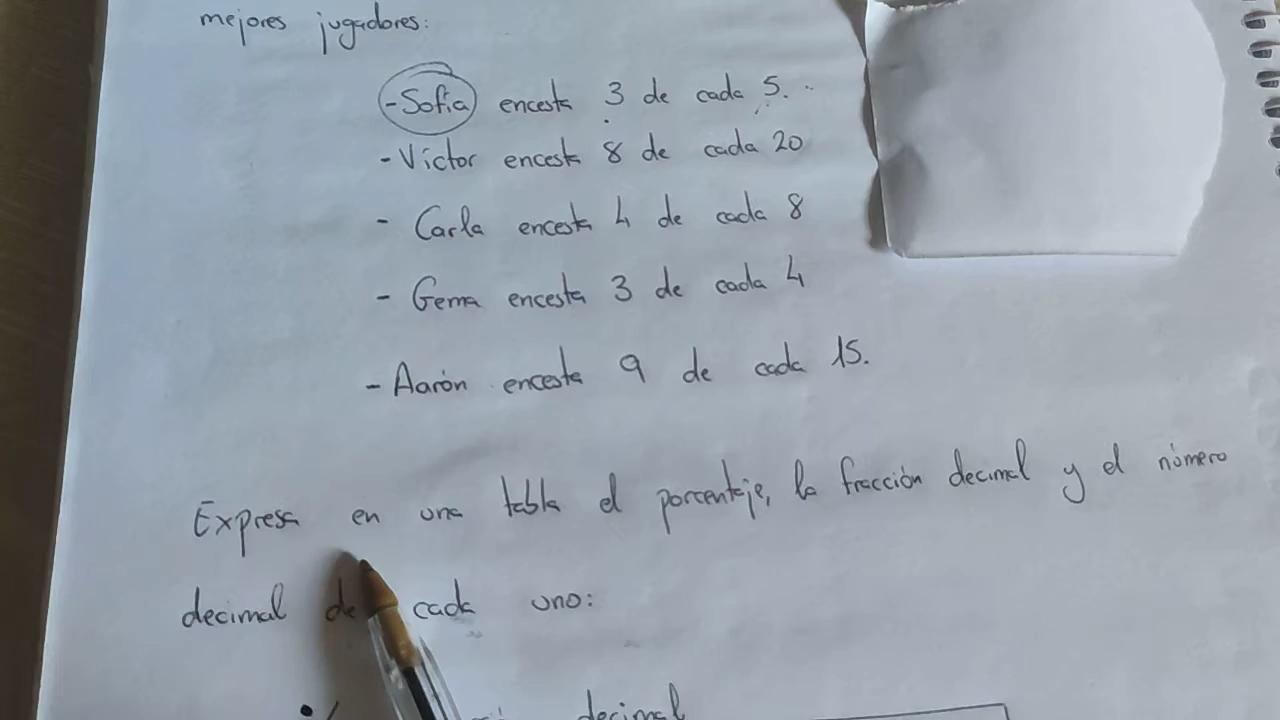 mejores jugadores:
- Sofía encesta 3 de cada 5.
- Víctor encesta 8 de cada 20
- Carla encesta 4 de cada 8
- Gema encesta 3 de cada 4
- Aarón encesta 9 de cada 15.
Expresa en una tabla el porcentaje, la fracción decimal y el número
decimal de cada uno:
decimal